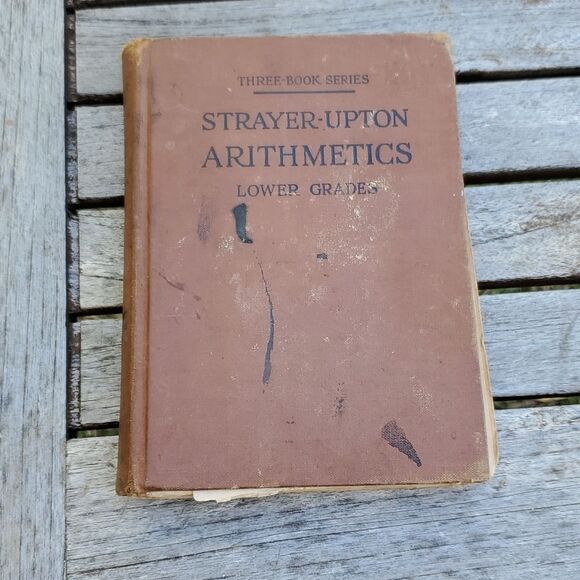 THREE-BOOK SERIES
STRAYER-UPTON
ARITHMETICS
LOWER GRADES